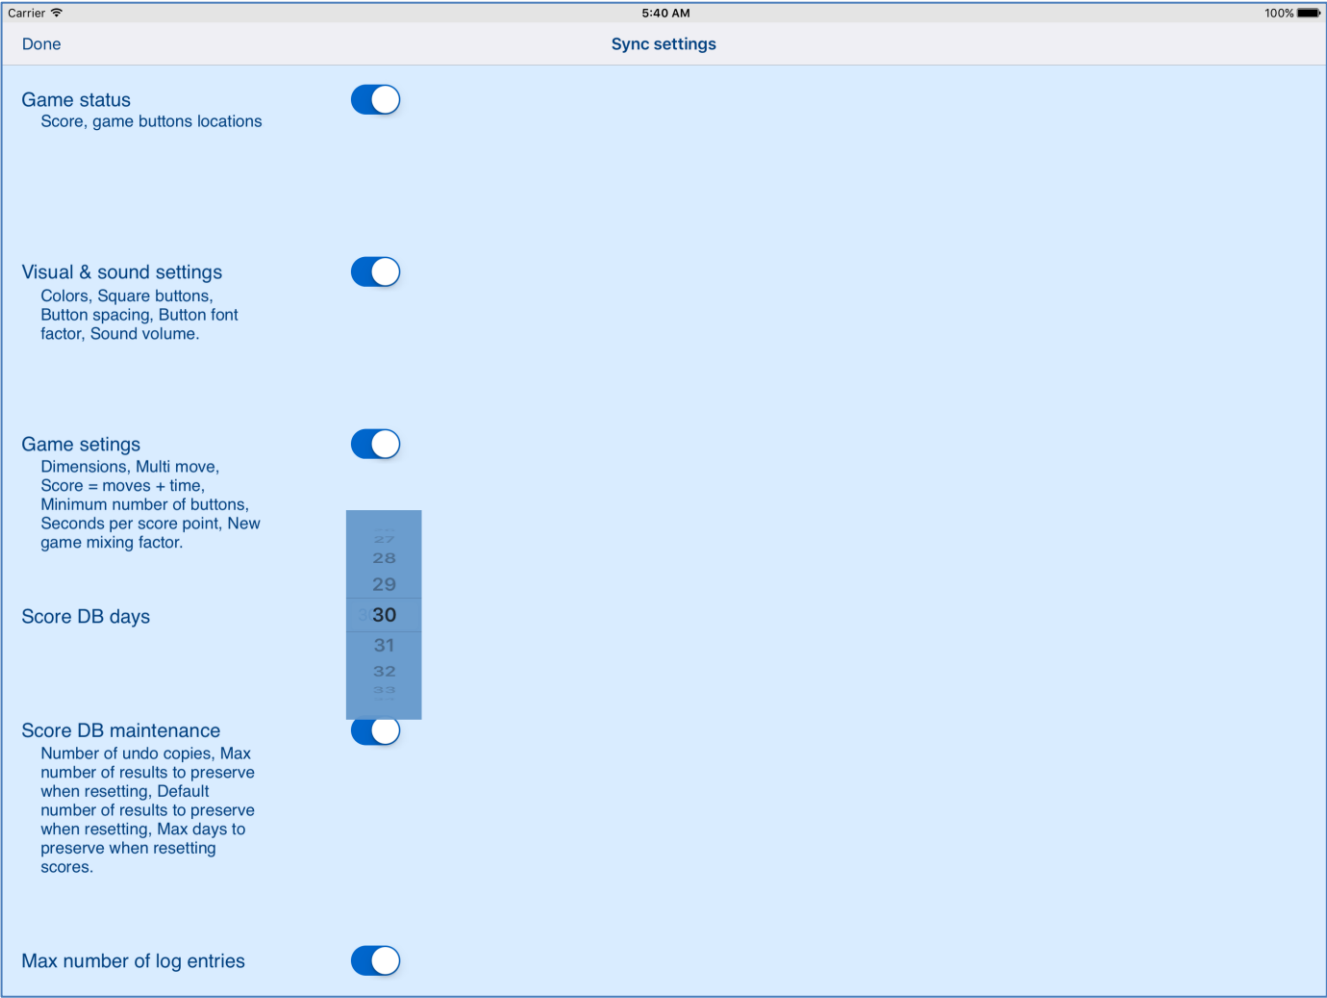 Carrier 5:40 AM 100%
Done Sync settings
Game status
Score, game buttons locations
Visual & sound settings
Colors, Square buttons,
Button spacing, Button font
factor, Sound volume.
Game setings
Dimensions, Multi move,
Score = moves + time,
Minimum number of buttons,
Seconds per score point, New
game mixing factor.
27
28
29
Score DB days 30
31
32
33
Score DB maintenance
Number of undo copies, Max
number of results to preserve
when resetting, Default
number of results to preserve
when resetting, Max days to
preserve when resetting
scores.
Max number of log entries